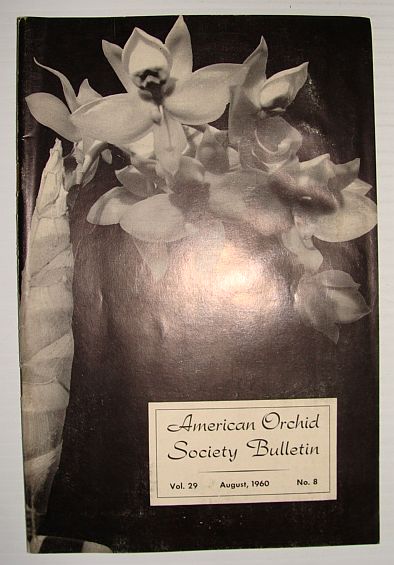 American Orchid
Society Bulletin
Vol. 29 August, 1960 No. 8